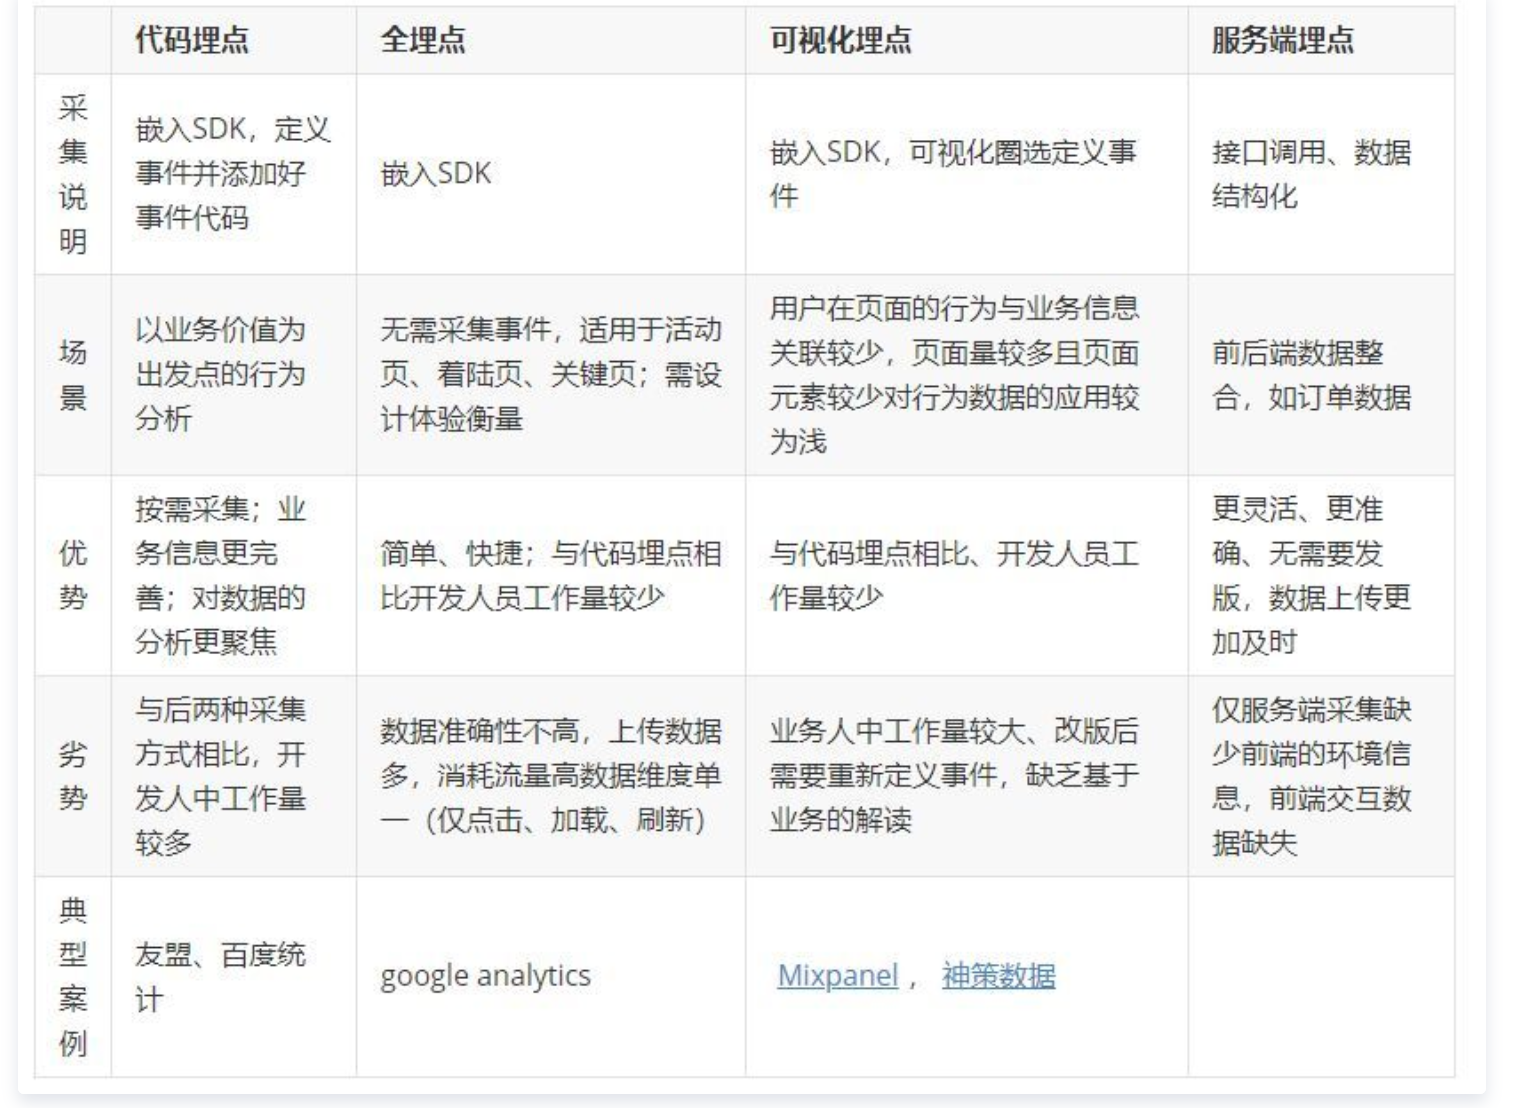 代码埋点
全埋点
可视化埋点
服务端埋点
采
集
说
明
嵌入SDK，定义
事件并添加好
事件代码
嵌入SDK
嵌入SDK，可视化圈选定义事
件
接口调用、数据
结构化
场
景
以业务价值为
出发点的行为
分析
无需采集事件，适用于活动
页、着陆页、关键页；需设
计体验衡量
用户在页面的行为与业务信息
关联较少，页面量较多且页面
元素较少对行为数据的应用较
为浅
前后端数据整
合，如订单数据
优
势
按需采集；业
务信息更完
善；对数据的
分析更聚焦
简单、快捷；与代码埋点相
比开发人员工作量较少
与代码埋点相比、开发人员工
作量较少
更灵活、更准
确、无需要发
版，数据上传更
加及时
劣
势
与后两种采集
方式相比，开
发人中工作量
较多
数据准确性不高，上传数据
多，消耗流量高数据维度单
一（仅点击、加载、刷新）
业务人中工作量较大、改版后
需要重新定义事件，缺乏基于
业务的解读
仅服务端采集缺
少前端的环境信
息，前端交互数
据缺失
典
型
案
例
友盟、百度统
计
google analytics
Mixpanel ， 神策数据